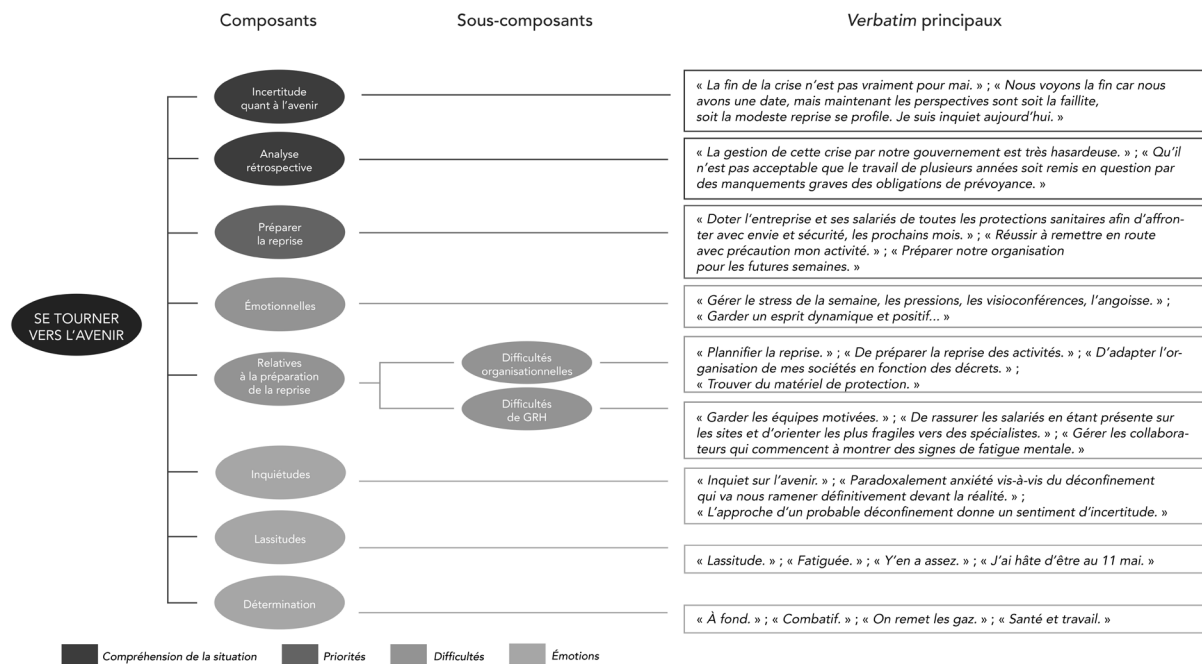 Composants
Sous-composants
Verbatim principaux
SE TOURNER
VERS L'AVENIR
Incertitude
quant à l'avenir
« La fin de la crise n'est pas vraiment pour mai. » ; « Nous voyons la fin car nous
avons une date, mais maintenant les perspectives sont soit la faillite,
soit la modeste reprise se profile. Je suis inquiet aujourd'hui. »
Analyse
rétrospective
« La gestion de cette crise par notre gouvernement est très hasardeuse. » ; « Qu'il
n'est pas acceptable que le travail de plusieurs années soit remis en question par
des manquements graves des obligations de prévoyance. »
Préparer
la reprise
« Doter l'entreprise et ses salariés de toutes les protections sanitaires afin d'affron-
ter avec envie et sécurité, les prochains mois. » ; « Réussir à remettre en route
avec précaution mon activité. » ; « Préparer notre organisation
pour les futures semaines. »
Émotionnelles
« Gérer le stress de la semaine, les pressions, les visioconférences, l'angoisse. » ;
« Garder un esprit dynamique et positif... »
Relatives
à la préparation
de la reprise
Difficultés
organisationnelles
« Plannifier la reprise. » ; « De préparer la reprise des activités. » ; « D'adapter l'or-
ganisation de mes sociétés en fonction des décrets. » ;
« Trouver du matériel de protection. »
Difficultés
de GRH
« Garder les équipes motivées. » ; « De rassurer les salariés en étant présente sur
les sites et d'orienter les plus fragiles vers des spécialistes. » ; « Gérer les collabora-
teurs qui commencent à montrer des signes de fatigue mentale. »
Inquiétudes
« Inquiet sur l'avenir. » ; « Paradoxalement anxiété vis-à-vis du déconfinement
qui va nous ramener définitivement devant la réalité. » ;
« L'approche d'un probable déconfinement donne un sentiment d'incertitude. »
Lassitudes
« Lassitude. » ; « Fatiguée. » ; « Y'en a assez. » ; « J'ai hâte d'être au 11 mai. »
Détermination
« À fond. » ; « Combatif. » ; « On remet les gaz. » ; « Santé et travail. »
Compréhension de la situation
Priorités
Difficultés
Émotions